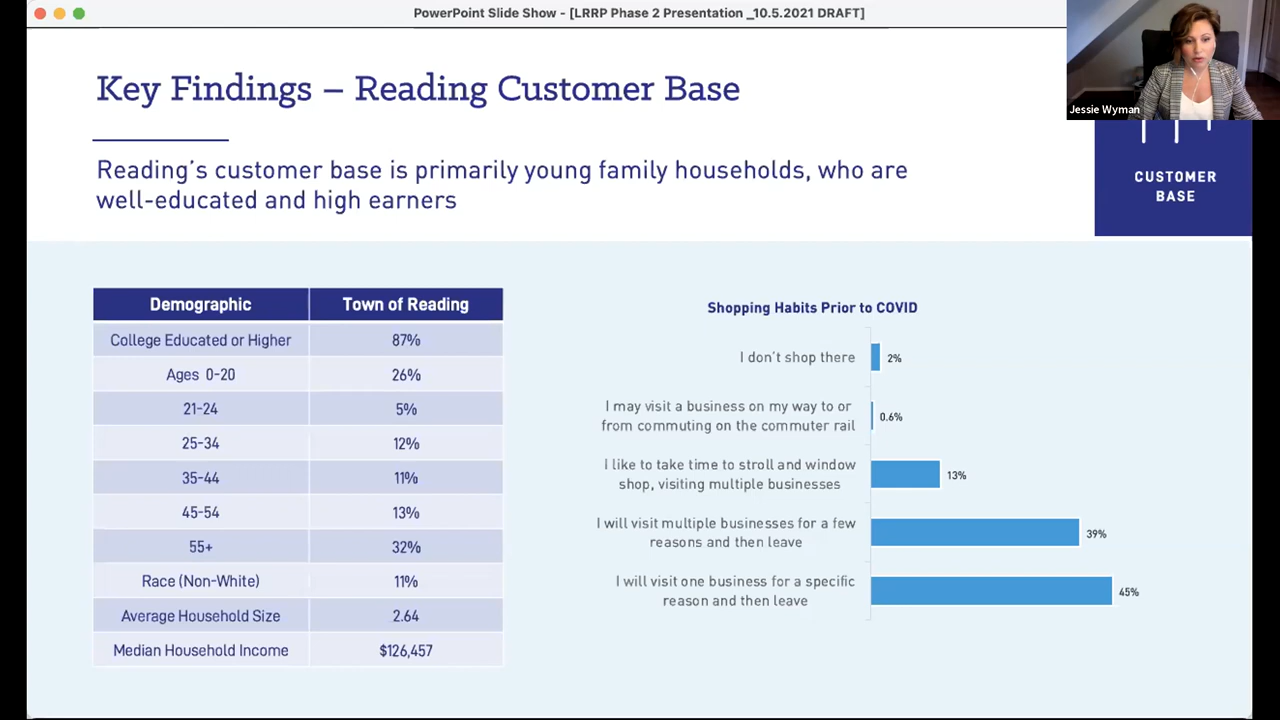 PowerPoint Slide Show - [LRRP Phase 2 Presentation _10.5.2021 DRAFT]
Jessie Wyman
Key Findings – Reading Customer Base
CUSTOMER
BASE
Reading's customer base is primarily young family households, who are
well-educated and high earners
Demographic Town of Reading
College Educated or Higher 87%
Ages 0-20 26%
21-24 5%
25-34 12%
35-44 11%
45-54 13%
55+ 32%
Race (Non-White) 11%
Average Household Size 2.64
Median Household Income $126,457
Shopping Habits Prior to COVID
I don't shop there 2%
I may visit a business on my way to or
from commuting on the commuter rail 0.6%
I like to take time to stroll and window
shop, visiting multiple businesses 13%
I will visit multiple businesses for a few
reasons and then leave 39%
I will visit one business for a specific
reason and then leave 45%